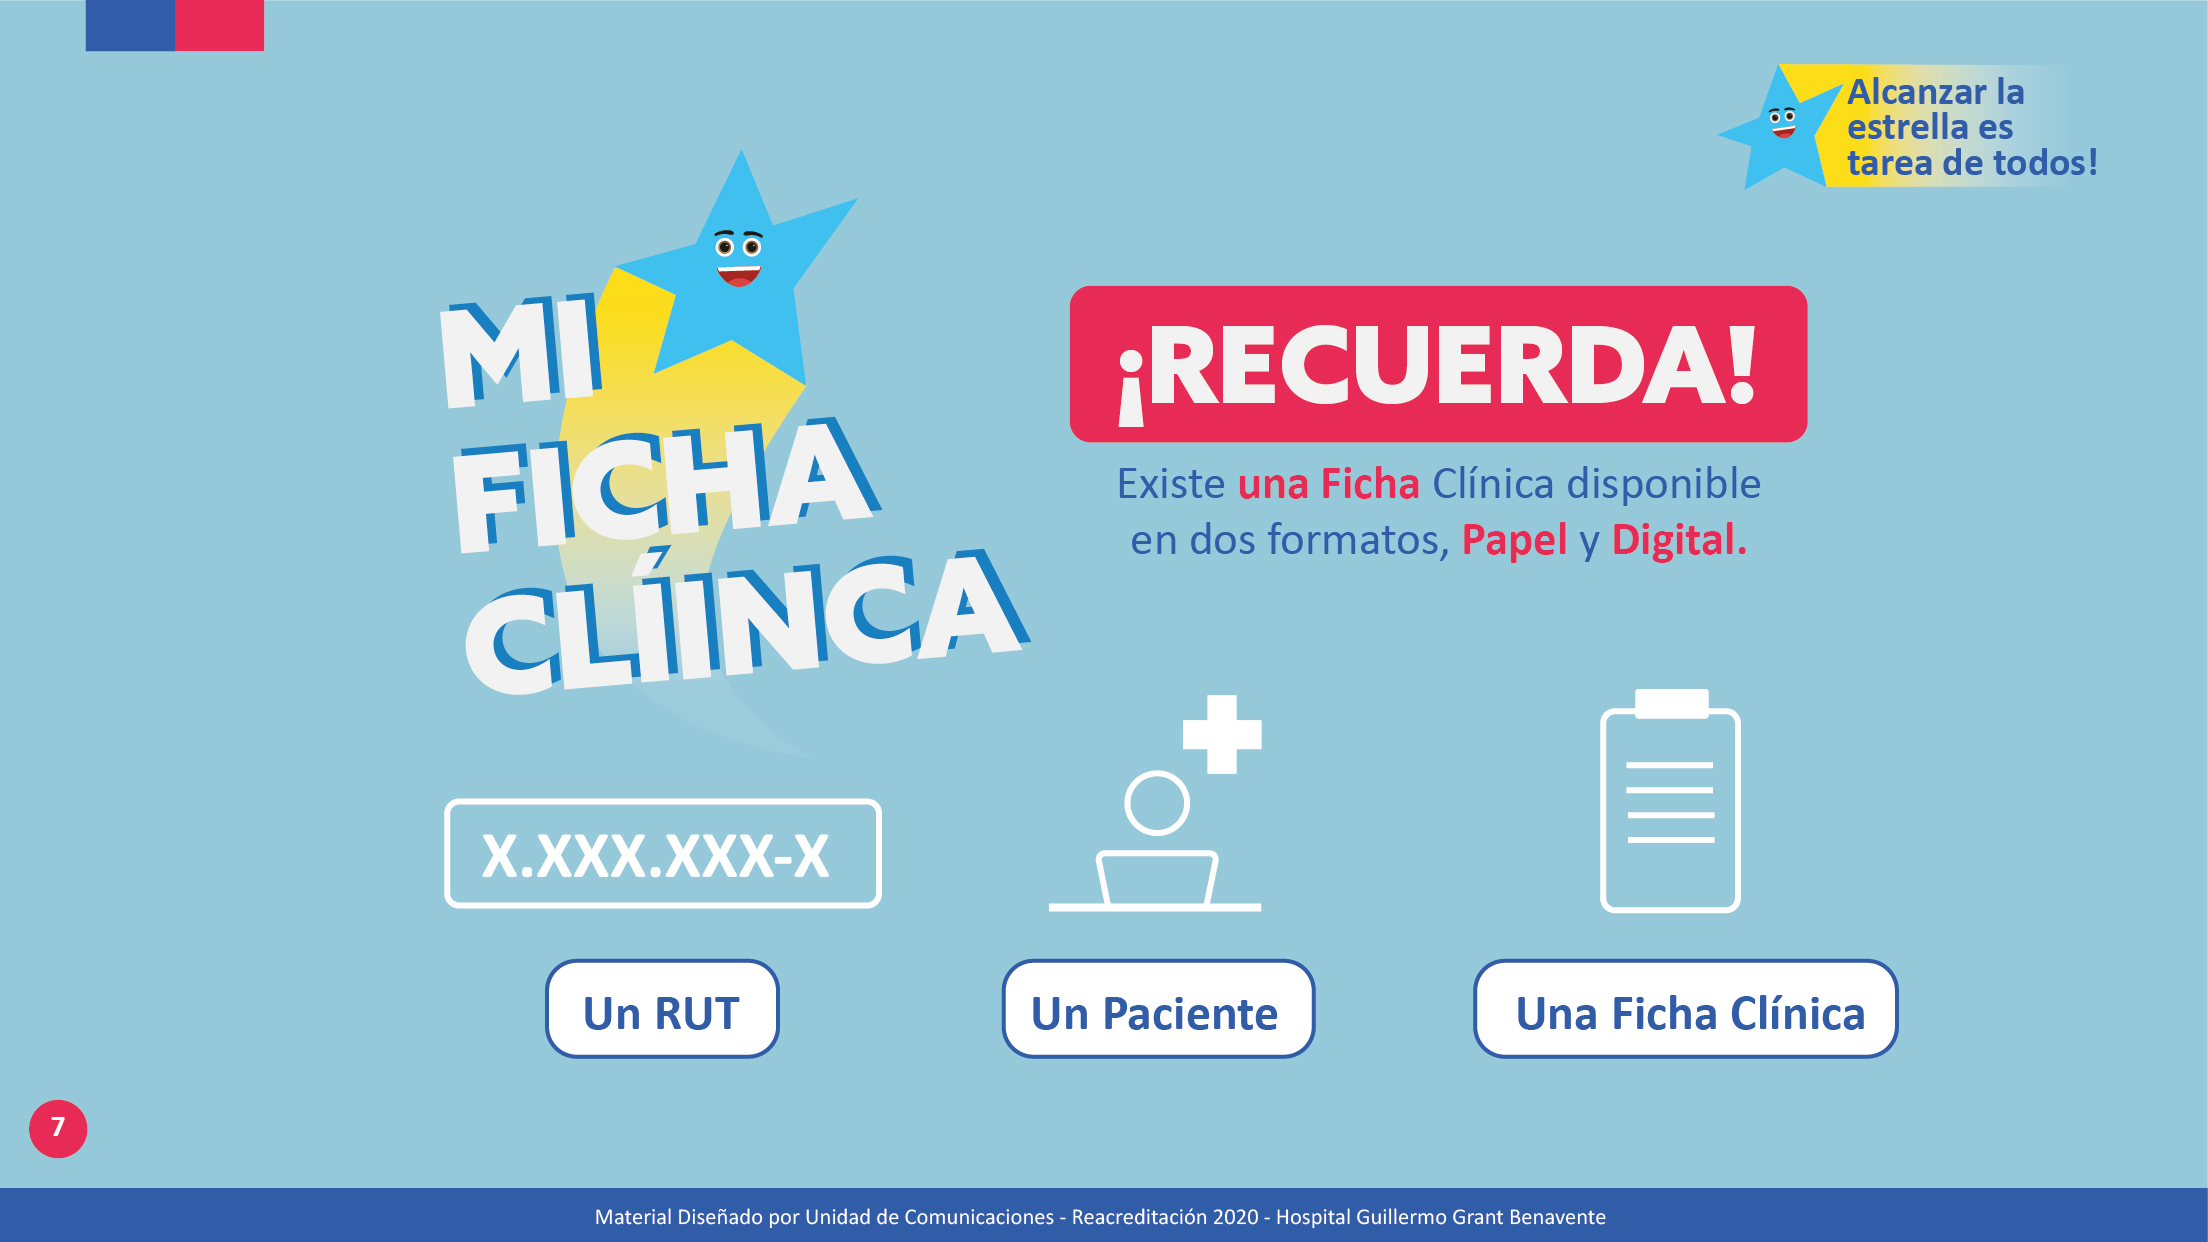 Alcanzar la
estrella es
tarea de todos!
MI
FICHA
CLÍINCA
¡RECUERDA!
Existe una Ficha Clínica disponible
en dos formatos, Papel y Digital.
X.XXX.XXX-X
Un RUT
Un Paciente
Una Ficha Clínica
7
Material Diseñado por Unidad de Comunicaciones - Reacreditación 2020 - Hospital Guillermo Grant Benavente